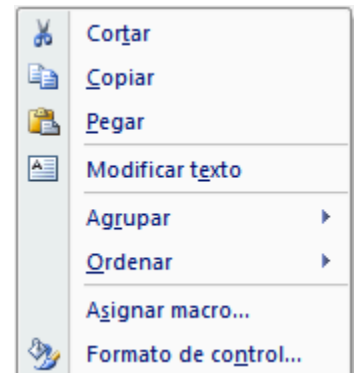 Cortar
Copiar
Pegar
Modificar texto
Agrupar
Ordenar
Asignar macro...
Formato de control...